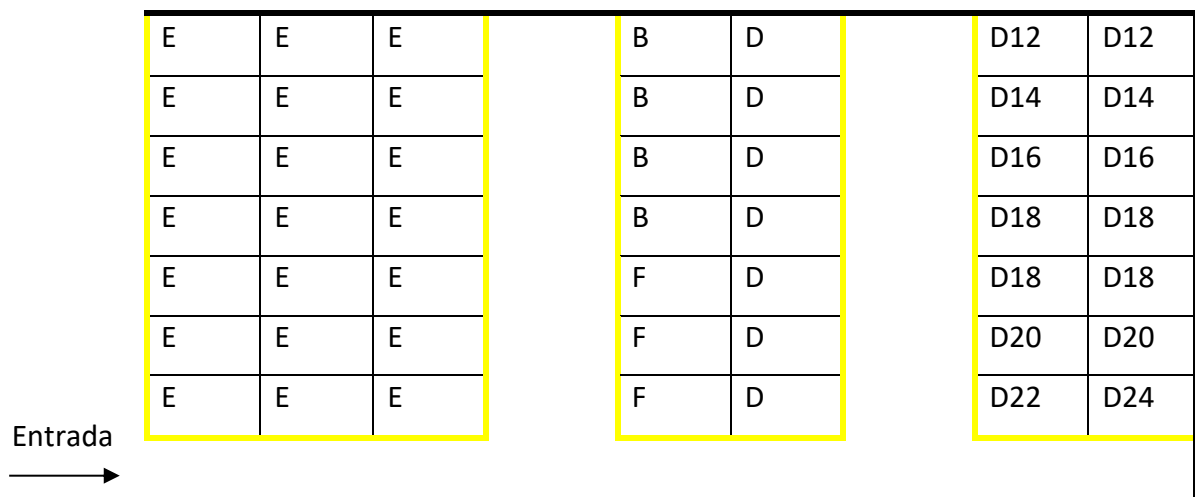 E E E B D D12 D12
E E E B D D14 D14
E E E B D D16 D16
E E E B D D18 D18
E E E F D D18 D18
E E E F D D20 D20
E E E F D D22 D24
Entrada